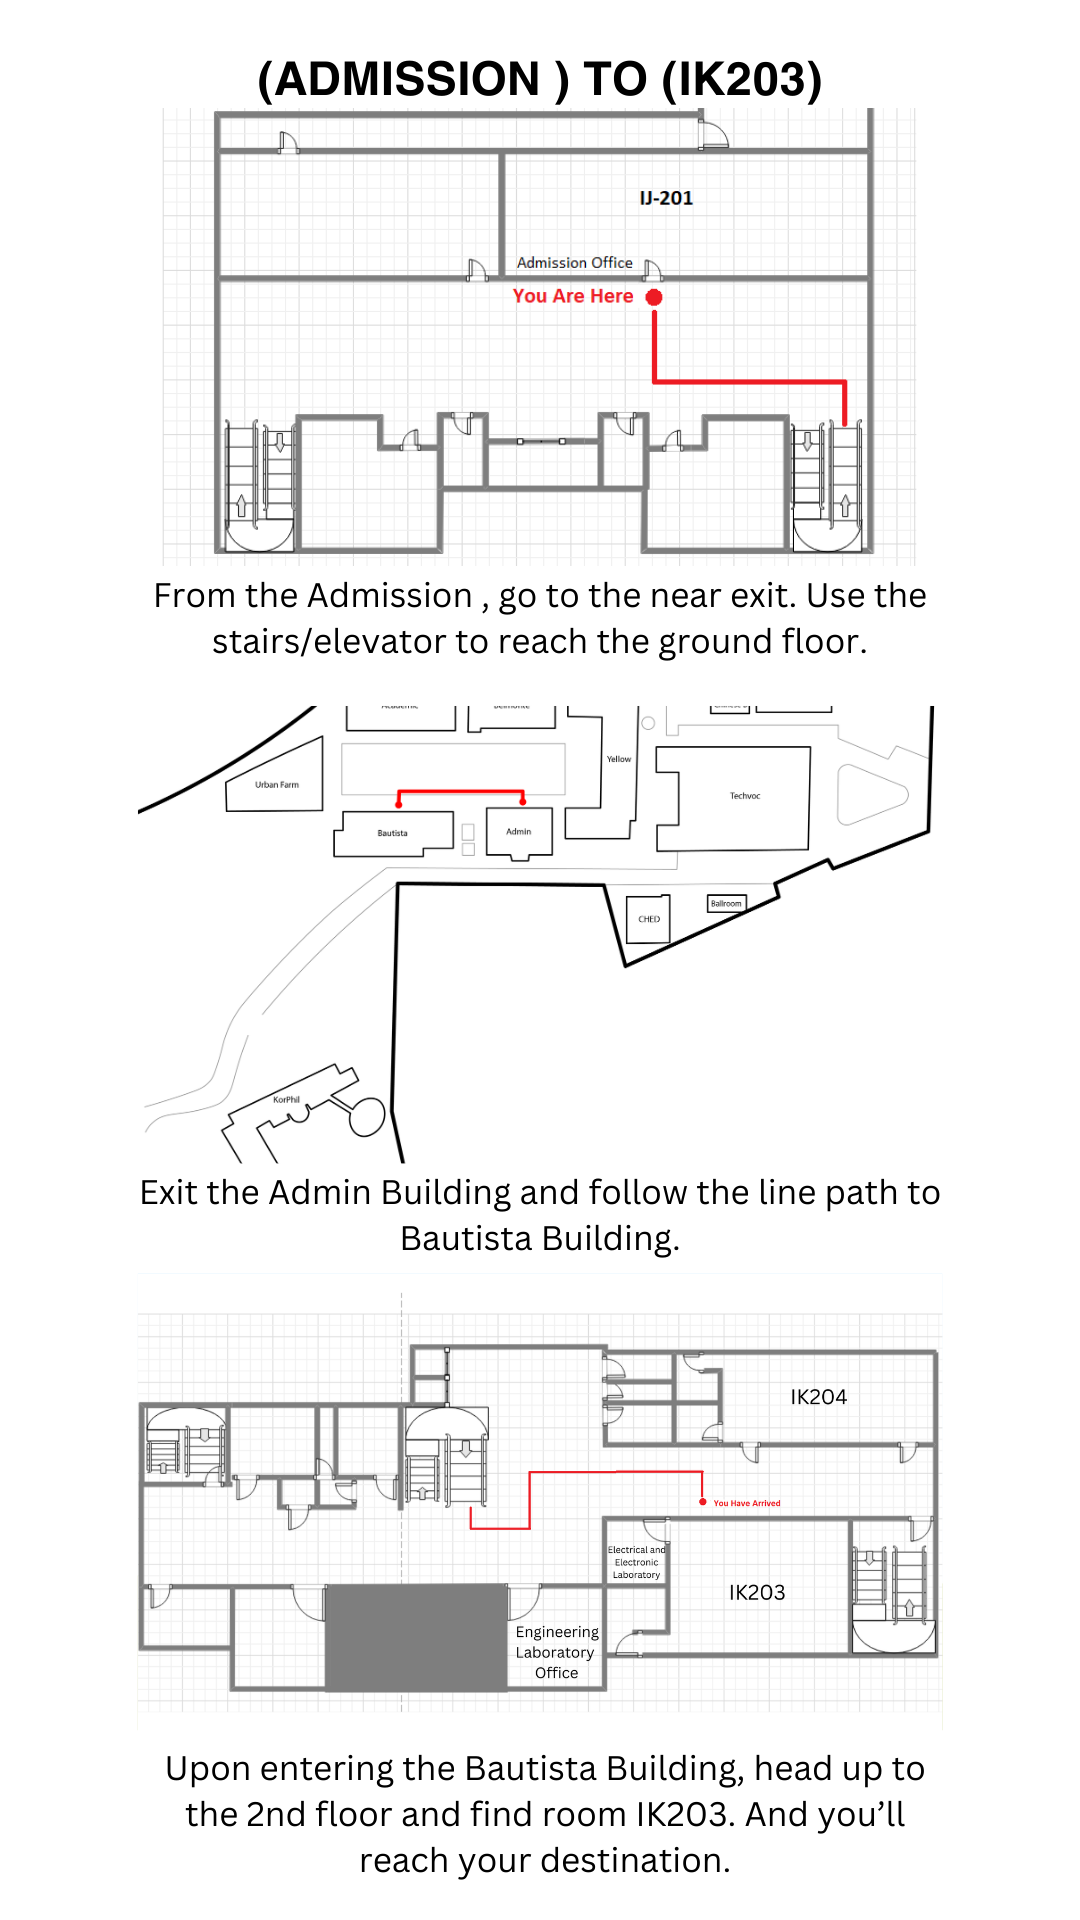 (ADMISSION ) TO (IK203)
IJ-201
Admission Office
You Are Here
From the Admission , go to the near exit. Use the
stairs/elevator to reach the ground floor.
Academic
Belmonte
Yellow
Urban Farm
Techvoc
Bautista
Admin
CHED
Ballroom
KorPhil
Exit the Admin Building and follow the line path to
Bautista Building.
IK204
You Have Arrived
Electrical and
Electronic
Laboratory
IK203
Engineering
Laboratory
Office
Upon entering the Bautista Building, head up to
the 2nd floor and find room IK203. And you’ll
reach your destination.